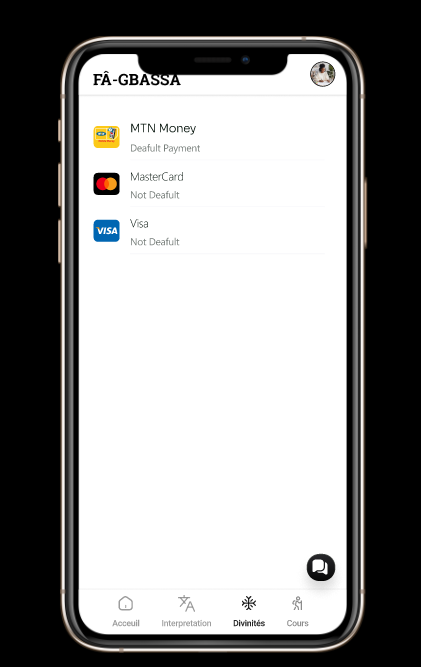 FÂ-GBASSA
MTN Money
Deafult Payment
MasterCard
Not Deafult
VISA
Visa
Not Deafult
Acceuil
Interpretation
Divinités
Cours